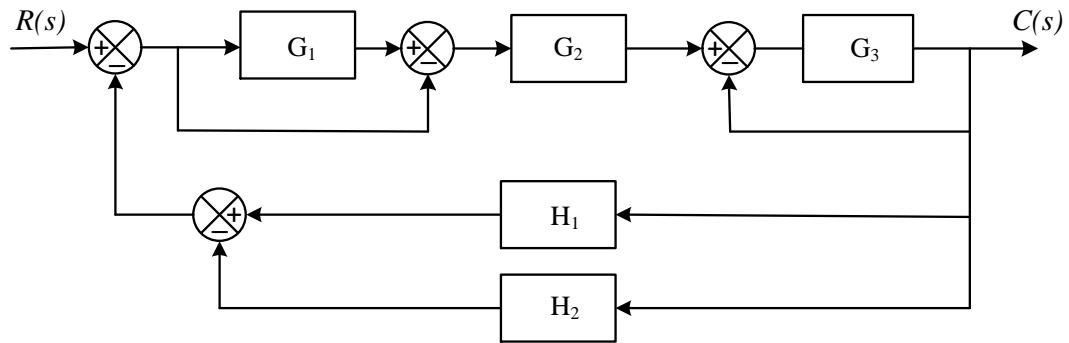 R(s)
C(s)
+
−
G₁
+
−
G₂
+
−
G₃
+
−
H₁
H₂